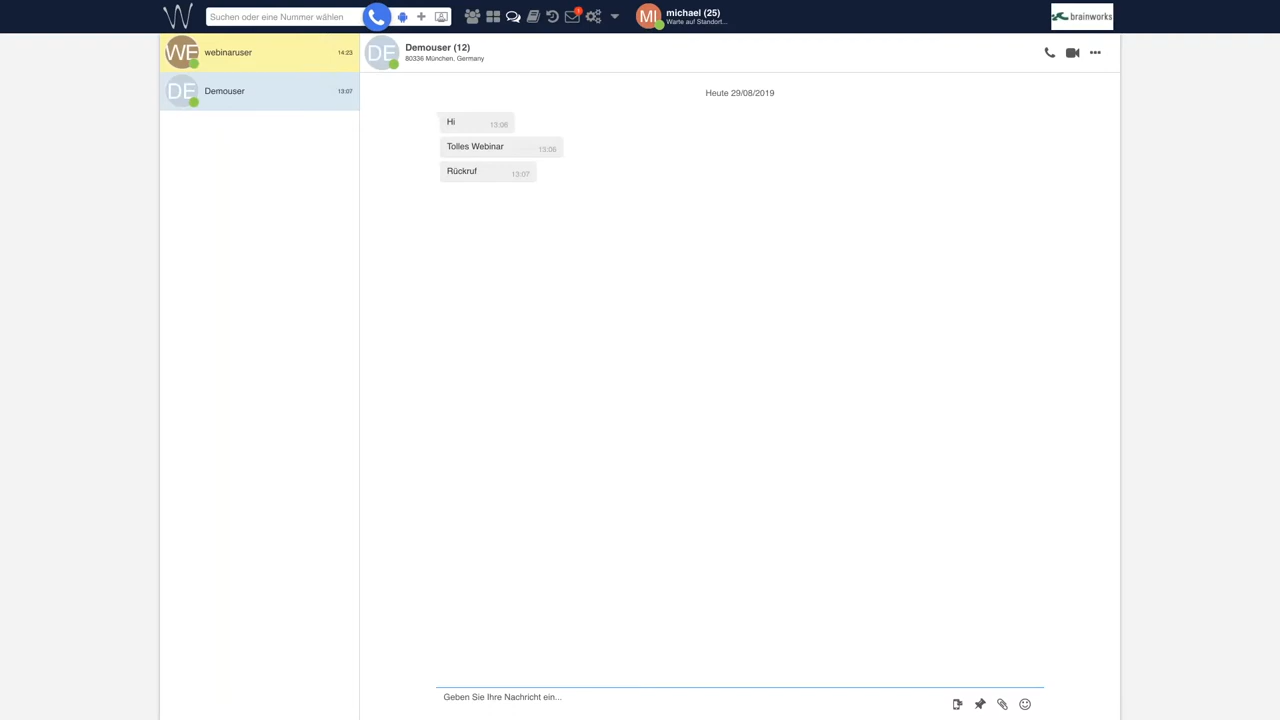 W
Suchen oder eine Nummer wählen
1
MI
michael (25)
Warte auf Standort...
brainworks
WE
webinaruser
14:23
DE
Demouser
13:07
DE
Demouser (12)
80336 München, Germany
Heute 29/08/2019
Hi
13:06
Tolles Webinar
13:06
Rückruf
13:07
Geben Sie Ihre Nachricht ein...